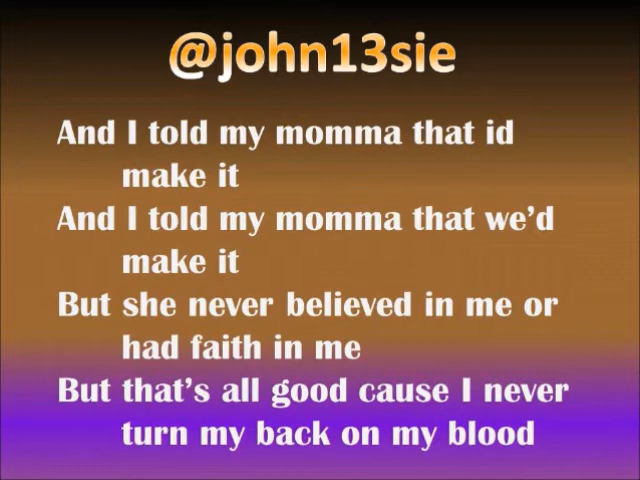 @john13sie
And I told my momma that id
make it
And I told my momma that we'd
make it
But she never believed in me or
had faith in me
But that's all good cause I never
turn my back on my blood